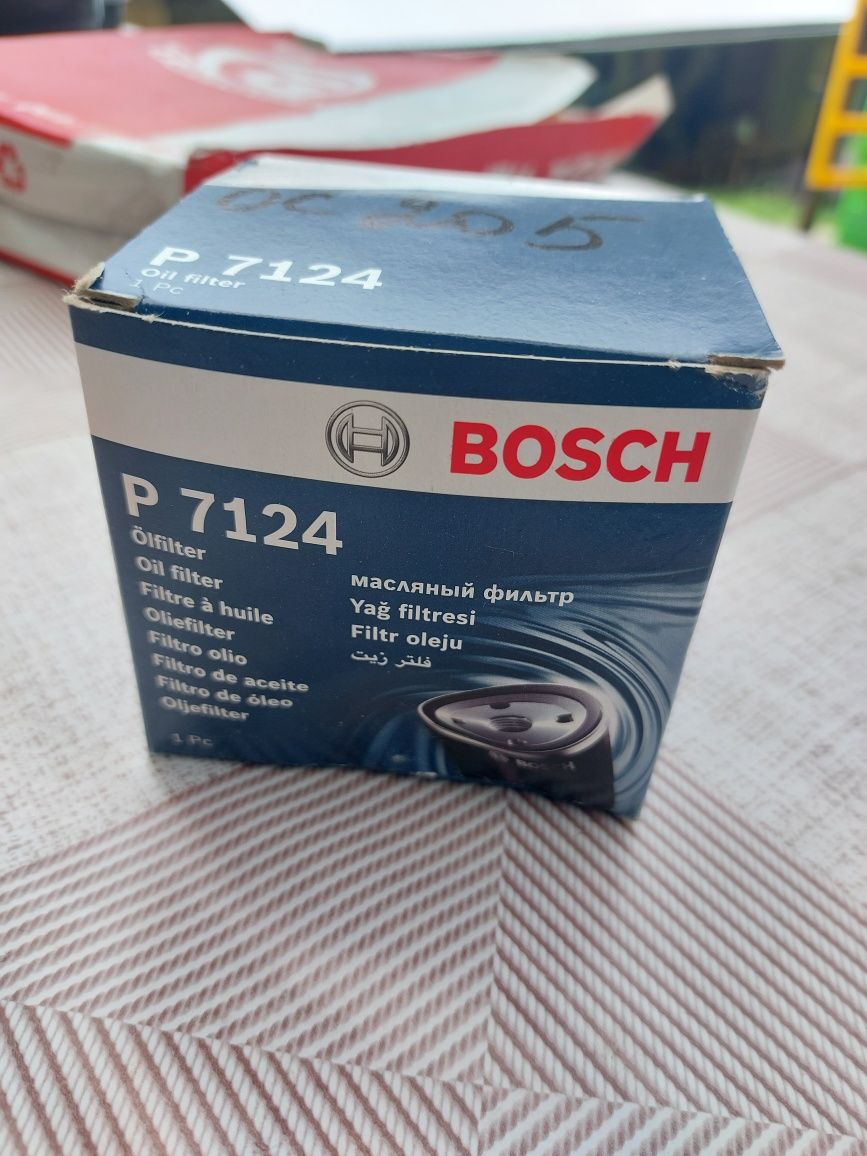 OC 205
P 7124
Oil filter
1 Pc
BOSCH
P 7124
Ölfilter
Oil filter
Filtre à huile
Oliefilter
Filtro olio
Filtro de aceite
Filtro de óleo
Oljefilter
1 Pc
масляный фильтр
Yağ filtresi
Filtr oleju
فلتر زيت
BOSCH